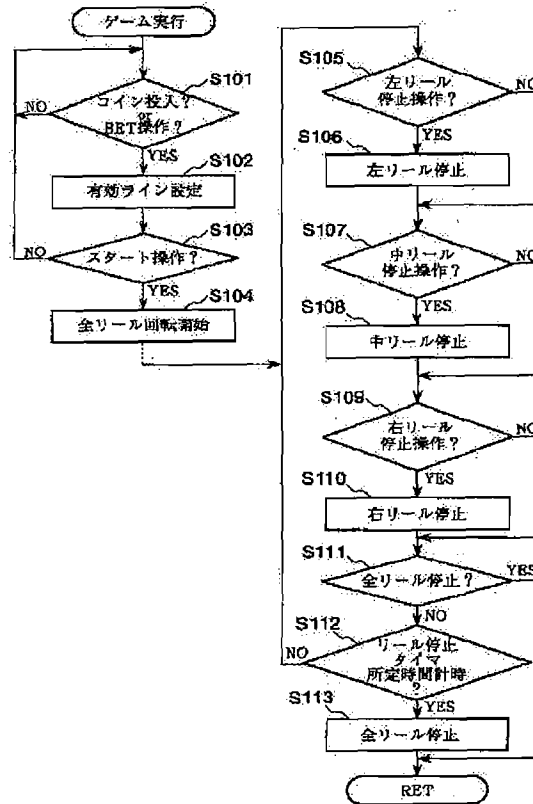 ゲーム実行
S101
コイン投入?
or
BET操作?
NO
YES
S102
有効ライン設定
S103
スタート操作?
NO
YES
S104
全リール回転開始
S105
左リール
停止操作?
NO
YES
S106
左リール停止
S107
中リール
停止操作?
NO
YES
S108
中リール停止
S109
右リール
停止操作?
NO
YES
S110
右リール停止
S111
全リール停止?
YES
NO
S112
リール停止
タイマ
所定時間計時
?
NO
YES
S113
全リール停止
RET